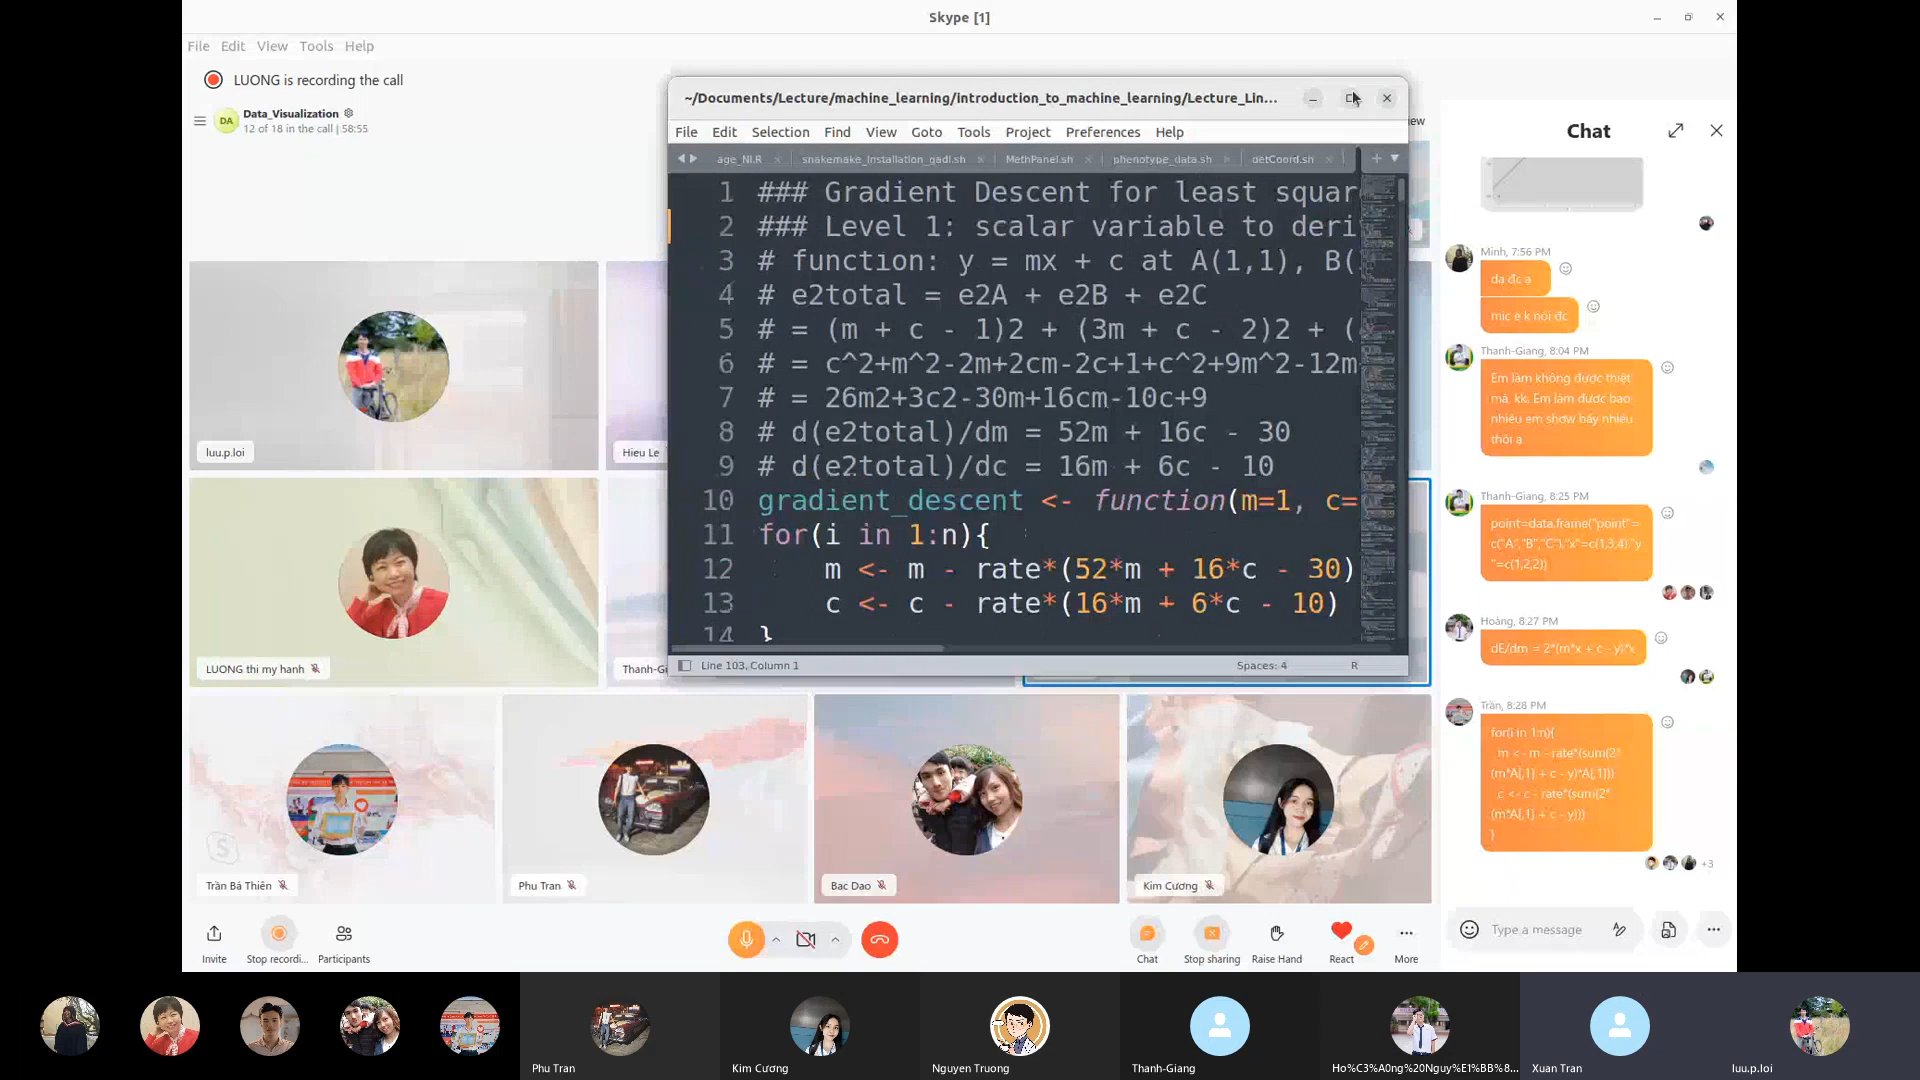 Skype [1]
File Edit View Tools Help
LUONG is recording the call
DA
Data_Visualization
12 of 18 in the call | 58:55
~/Documents/Lecture/machine_learning/introduction_to_machine_learning/Lecture_Lin...
File Edit Selection Find View Goto Tools Project Preferences Help
age_NI.R
snakemake_installation_gadi.sh
MethPanel.sh
phenotype_data.sh
getCoord.sh
1 ### Gradient Descent for least squar
2 ### Level 1: scalar variable to deri
3 # function: y = mx + c at A(1,1), B(
4 # e2total = e2A + e2B + e2C
5 # = (m + c - 1)2 + (3m + c - 2)2 + (
6 # = c^2+m^2-2m+2cm-2c+1+c^2+9m^2-12m
7 # = 26m2+3c2-30m+16cm-10c+9
8 # d(e2total)/dm = 52m + 16c - 30
9 # d(e2total)/dc = 16m + 6c - 10
10 gradient_descent <- function(m=1, c=
11 for(i in 1:n){
12 m <- m - rate*(52*m + 16*c - 30)
13 c <- c - rate*(16*m + 6*c - 10)
14 }
Line 103, Column 1
Spaces: 4
R
luu.p.loi
Hieu Le
LUONG thi my hanh
Thanh-Gi
Trần Bá Thiên
Phu Tran
Bac Dao
Kim Cương
Chat
Minh, 7:56 PM
dạ đc ạ
mic e k nói đc
Thanh-Giang, 8:04 PM
Em làm không được thiệt
mà, kk. Em làm được bao
nhiêu em show bấy nhiêu
thôi ạ
Thanh-Giang, 8:25 PM
point=data.frame("point"=
c("A","B","C"),"x"=c(1,3,4),"y
"=c(1,2,2))
Hoàng, 8:27 PM
dE/dm = 2*(m*x + c - y)*x
Trần, 8:28 PM
for(i in 1:n){
m <- m - rate*(sum(2*
(m*A[,1] + c - y)*A[,1]))
c <- c - rate*(sum(2*
(m*A[,1] + c - y)))
}
+3
Type a message
Invite
Stop recordi...
Participants
Chat
Stop sharing
Raise Hand
React
More
Phu Tran
Kim Cương
Nguyen Truong
Thanh-Giang
Ho%C3%A0ng%20Nguy%E1%BB%8...
Xuan Tran
luu.p.loi